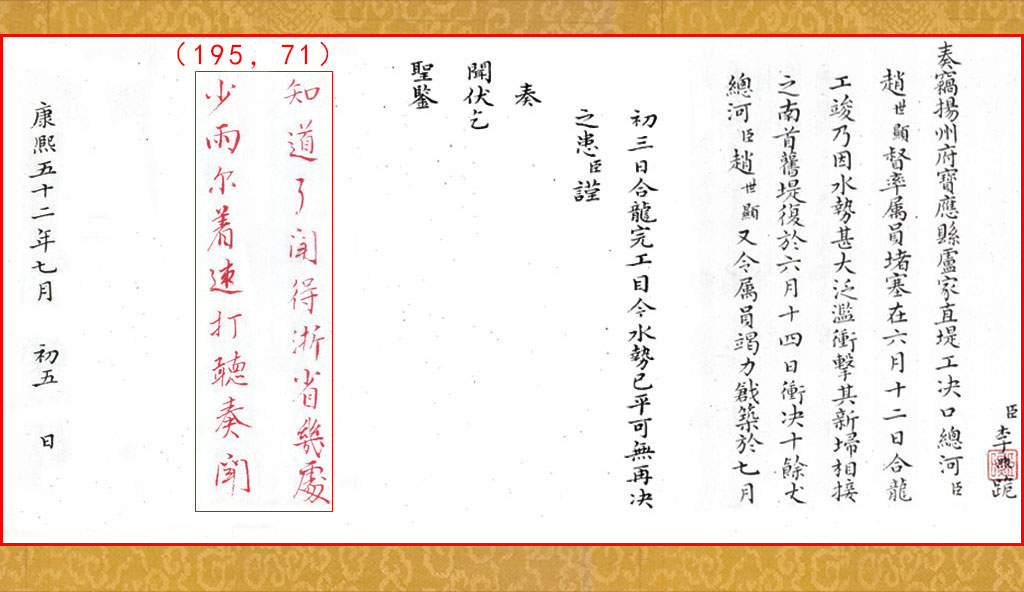 臣李煦跪
奏竊揚州府寶應縣盧家直堤工决口總河臣
趙世顯督率属員堵塞在六月十二日合龍
工竣乃因水勢甚大泛濫衝擊其新埽相接
之南首舊堤復於六月十四日衝决十餘丈
總河臣趙世顯又令属員竭力戧築於七月
初三日合龍完工目今水勢已平可無再决
之患臣謹
奏
聞伏乞
聖鑒
(195, 71)
知道了聞得浙省幾處
少雨尔着速打聽奏聞
康熙五十二年七月 初五 日